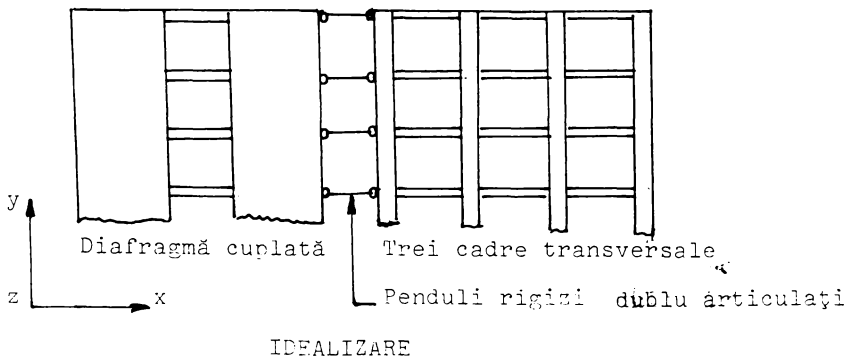 y
Diafragmă cuplată Trei cadre transversale
z x Penduli rigizi dublu articulaţi
IDEALIZARE